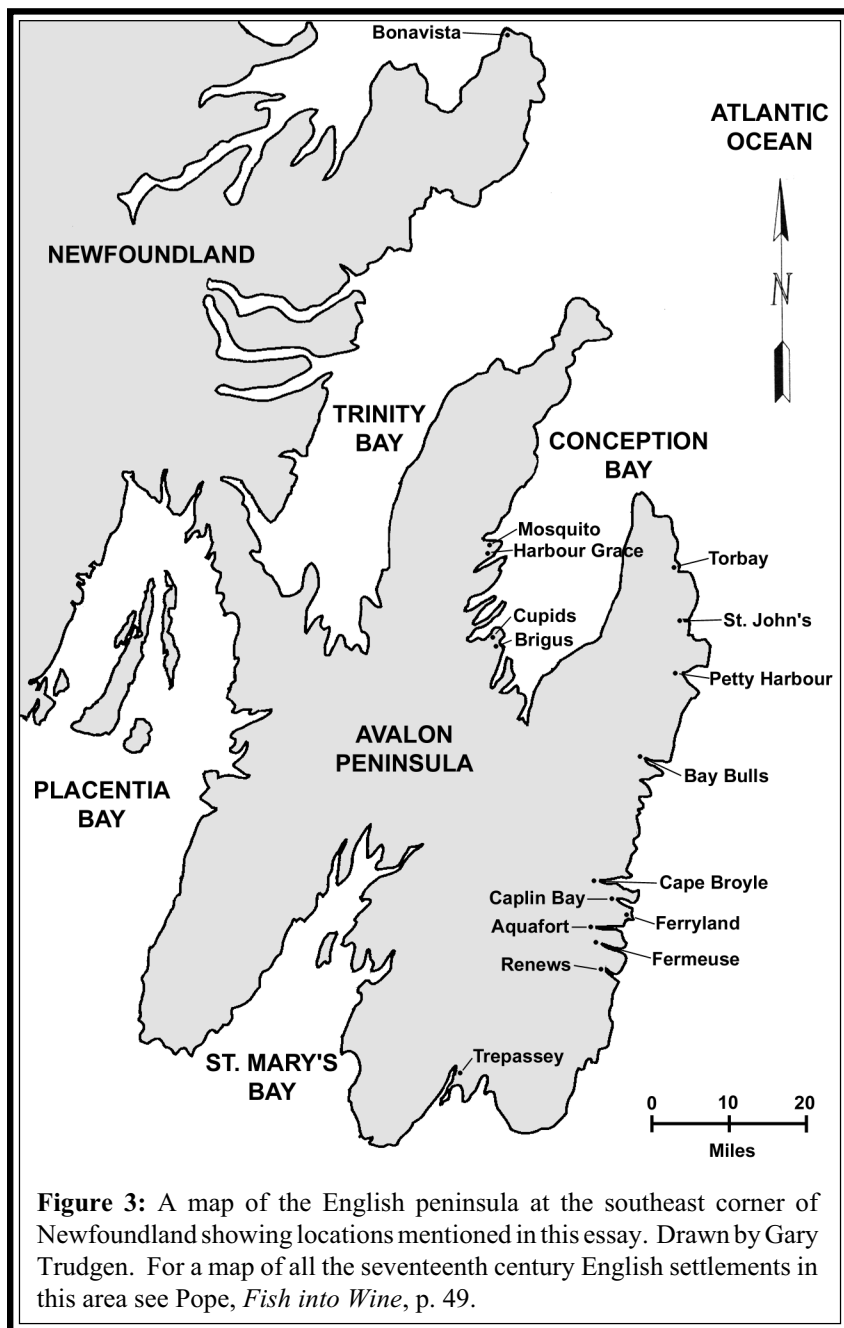 Bonavista
ATLANTIC
OCEAN
N
NEWFOUNDLAND
TRINITY
BAY
CONCEPTION
BAY
Mosquito
Harbour Grace
Torbay
Cupids
St. John's
Brigus
Petty Harbour
AVALON
PENINSULA
Bay Bulls
PLACENTIA
BAY
Cape Broyle
Caplin Bay
Ferryland
Aquafort
Fermeuse
Renews
ST. MARY'S
BAY
Trepassey
0 10 20
Miles
Figure 3: A map of the English peninsula at the southeast corner of
Newfoundland showing locations mentioned in this essay. Drawn by Gary
Trudgen. For a map of all the seventeenth century English settlements in
this area see Pope, Fish into Wine, p. 49.